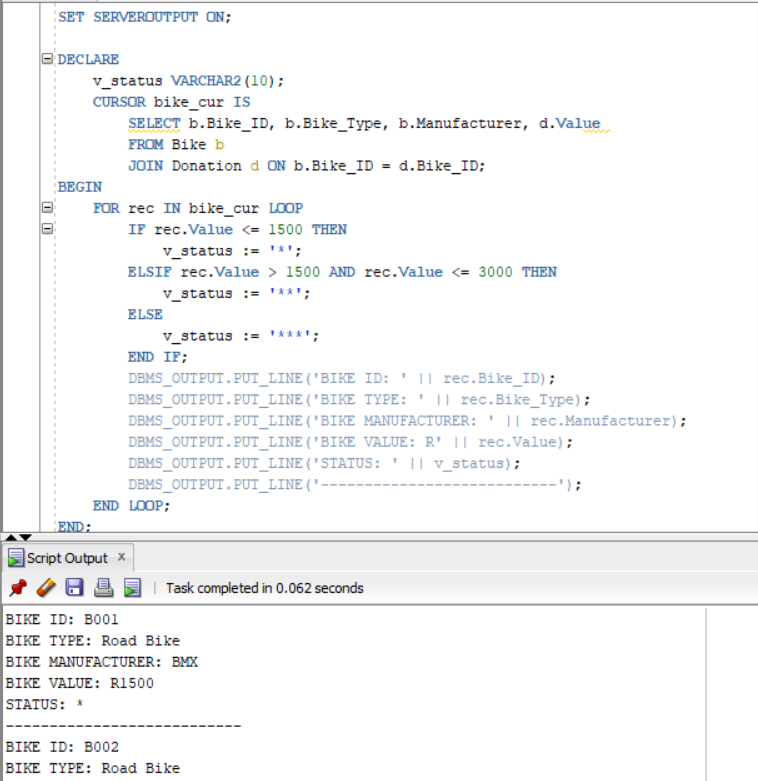 SET SERVEROUTPUT ON;
DECLARE
v_status VARCHAR2(10);
CURSOR bike_cur IS
SELECT b.Bike_ID, b.Bike_Type, b.Manufacturer, d.Value
FROM Bike b
JOIN Donation d ON b.Bike_ID = d.Bike_ID;
BEGIN
FOR rec IN bike_cur LOOP
IF rec.Value <= 1500 THEN
v_status := '*';
ELSIF rec.Value > 1500 AND rec.Value <= 3000 THEN
v_status := '**';
ELSE
v_status := '***';
END IF;
DBMS_OUTPUT.PUT_LINE('BIKE ID: ' || rec.Bike_ID);
DBMS_OUTPUT.PUT_LINE('BIKE TYPE: ' || rec.Bike_Type);
DBMS_OUTPUT.PUT_LINE('BIKE MANUFACTURER: ' || rec.Manufacturer);
DBMS_OUTPUT.PUT_LINE('BIKE VALUE: R' || rec.Value);
DBMS_OUTPUT.PUT_LINE('STATUS: ' || v_status);
DBMS_OUTPUT.PUT_LINE('---------------------------');
END LOOP;
END;
Script Output x
Task completed in 0.062 seconds
BIKE ID: B001
BIKE TYPE: Road Bike
BIKE MANUFACTURER: BMX
BIKE VALUE: R1500
STATUS: *
---------------------------
BIKE ID: B002
BIKE TYPE: Road Bike